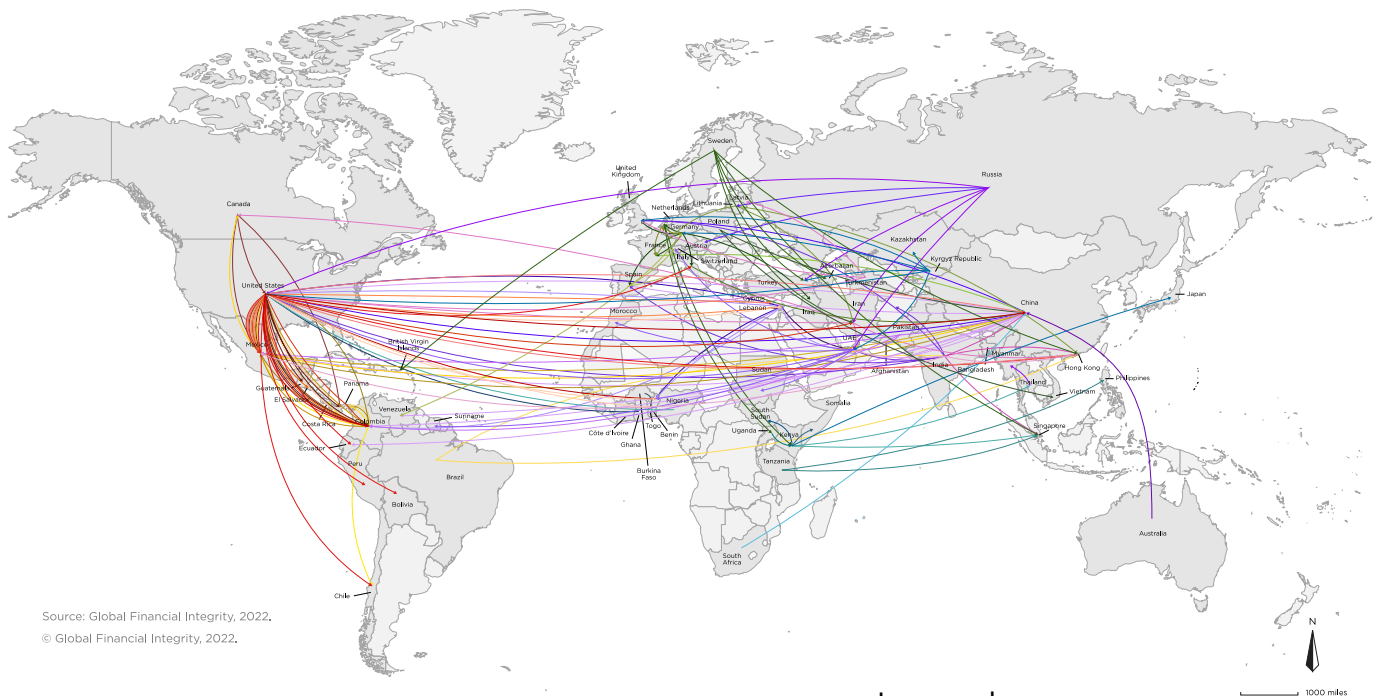 Sweden
United
Kingdom
Russia
Latvia
Lithuania
Netherlands
Canada
Poland
Germany
Kazakhstan
France
Austria
Italy
Switzerland
Kyrgyz Republic
Azerbaijan
Spain
Turkey
Turkmenistan
United States
Japan
Cyprus
Iran
China
Lebanon
Iraq
Morocco
Pakistan
UAE
British Virgin
Islands
Mexico
Myanmar
Hong Kong
India
Bangladesh
Sudan
Afghanistan
Philippines
Thailand
Guatemala
Panama
Vietnam
El Salvador
Nigeria
Somalia
Venezuela
Suriname
South
Sudan
Costa Rica
Colombia
Togo
Singapore
Côte d'Ivoire
Benin
Uganda
Kenya
Ghana
Ecuador
Peru
Tanzania
Burkina
Faso
Brazil
Bolivia
Australia
South
Africa
Chile
Source: Global Financial Integrity, 2022.
© Global Financial Integrity, 2022.
N
1000 miles